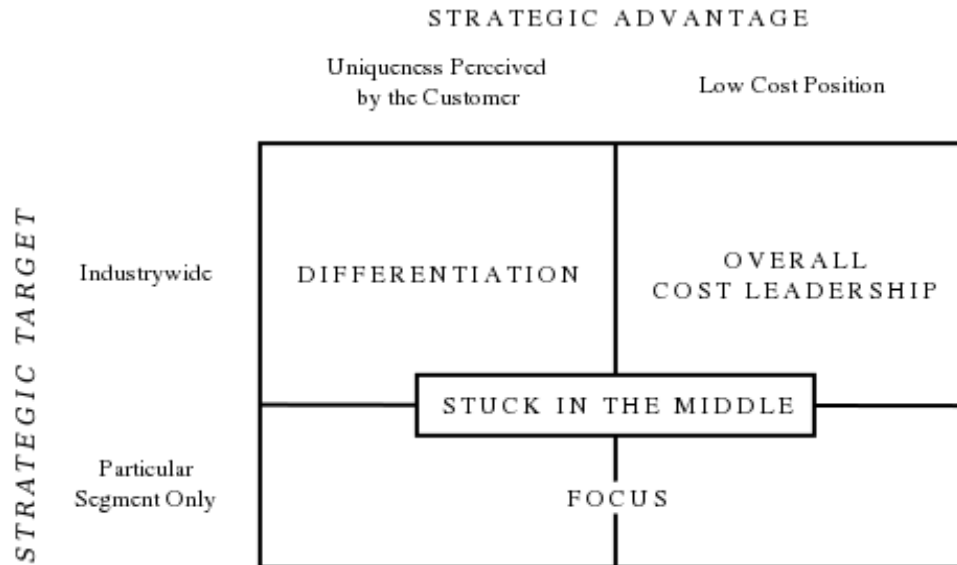 STRATEGIC ADVANTAGE
Uniqueness Perceived
by the Customer
Low Cost Position
STRATEGIC TARGET
Industrywide
DIFFERENTIATION
OVERALL
COST LEADERSHIP
STUCK IN THE MIDDLE
Particular
Segment Only
FOCUS